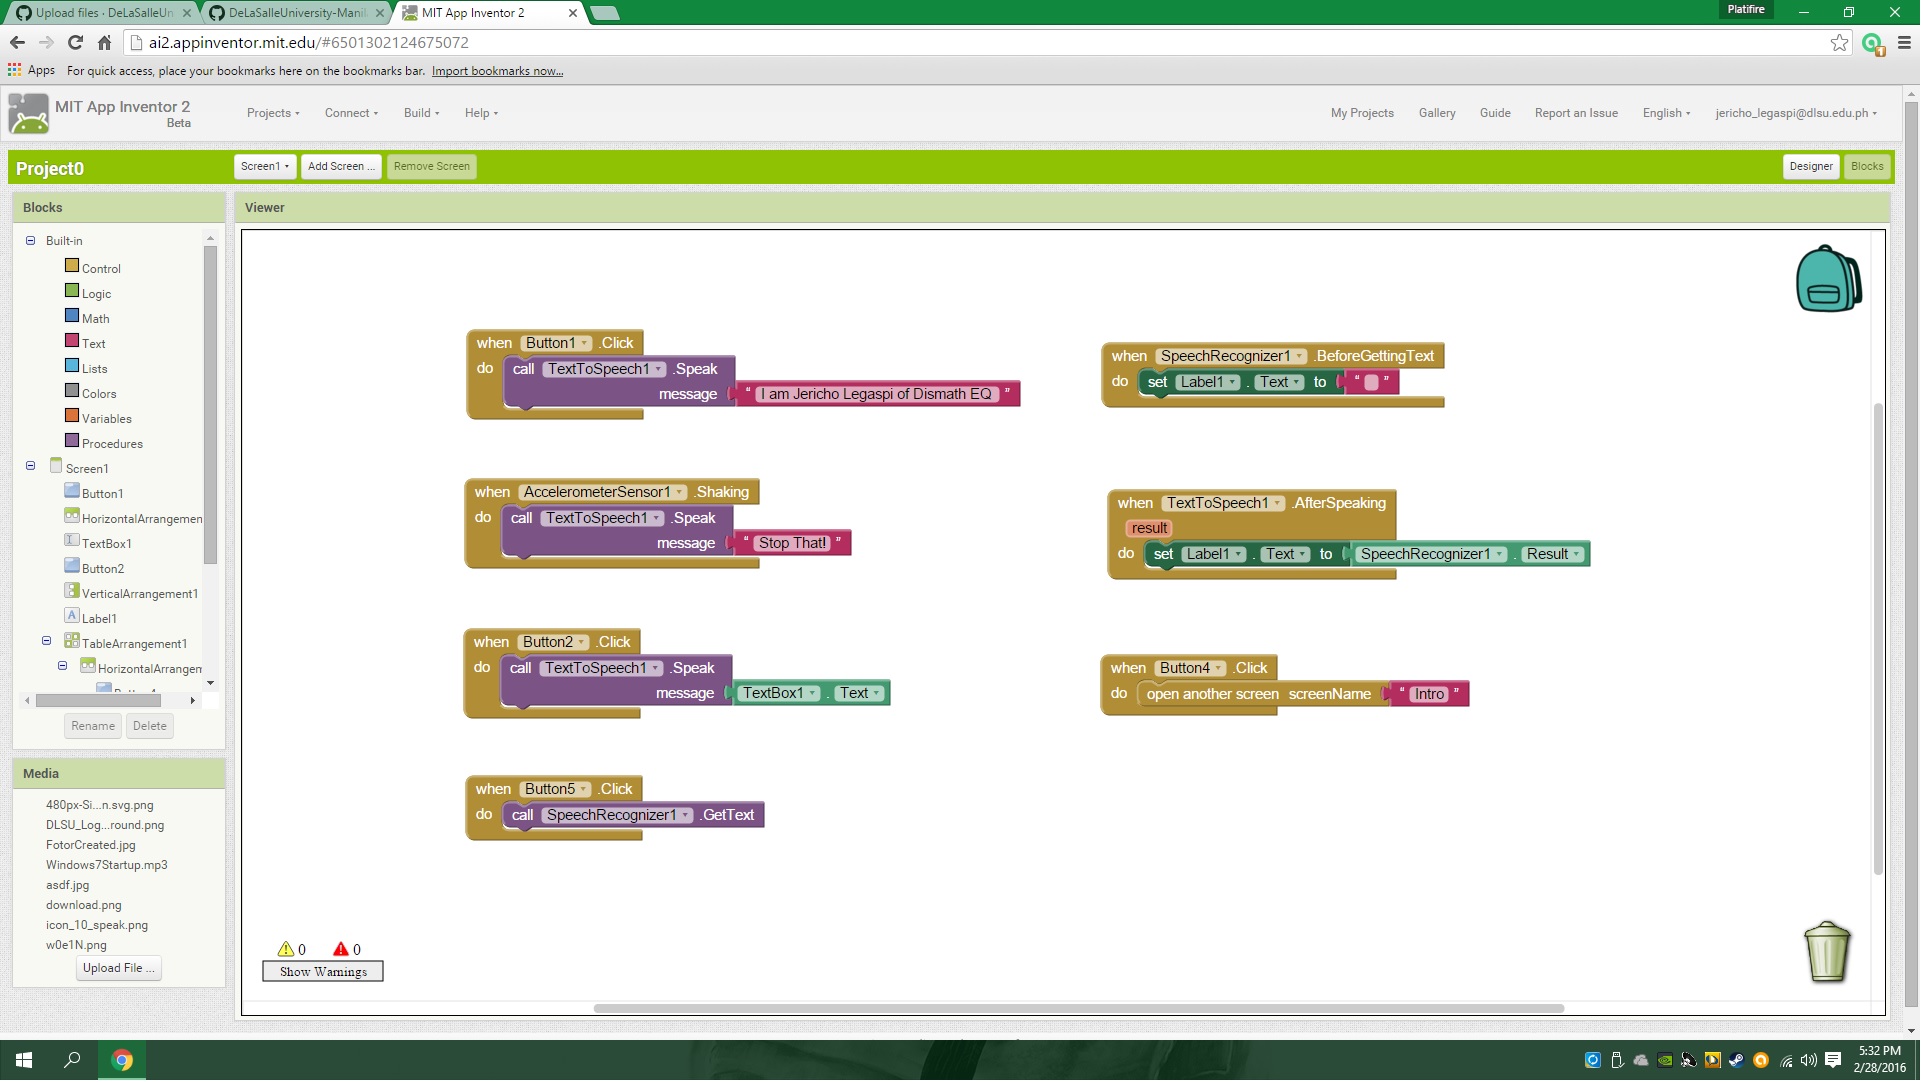 Upload files · DeLaSalleUn
DeLaSalleUniversity-Manil
MIT App Inventor 2
Platifire
ai2.appinventor.mit.edu/#6501302124675072
Apps
For quick access, place your bookmarks here on the bookmarks bar. Import bookmarks now...
MIT App Inventor 2
Beta
Projects
Connect
Build
Help
My Projects
Gallery
Guide
Report an Issue
English
jericho_legaspi@dlsu.edu.ph
Project0
Screen1
Add Screen ...
Remove Screen
Designer
Blocks
Blocks
Built-in
Control
Logic
Math
Text
Lists
Colors
Variables
Procedures
Screen1
Button1
HorizontalArrangemen
TextBox1
Button2
VerticalArrangement1
Label1
TableArrangement1
HorizontalArrangem
Rename
Delete
Media
480px-Si...n.svg.png
DLSU_Log...round.png
FotorCreated.jpg
Windows7Startup.mp3
asdf.jpg
download.png
icon_10_speak.png
w0e1N.png
Upload File ...
Viewer
when Button1 .Click
do call TextToSpeech1 .Speak
message " I am Jericho Legaspi of Dismath EQ "
when AccelerometerSensor1 .Shaking
do call TextToSpeech1 .Speak
message " Stop That! "
when Button2 .Click
do call TextToSpeech1 .Speak
message TextBox1 . Text
when Button5 .Click
do call SpeechRecognizer1 .GetText
when SpeechRecognizer1 .BeforeGettingText
do set Label1 . Text to " "
when TextToSpeech1 .AfterSpeaking
result
do set Label1 . Text to SpeechRecognizer1 . Result
when Button4 .Click
do open another screen screenName " Intro "
0
0
Show Warnings
5:32 PM
2/28/2016